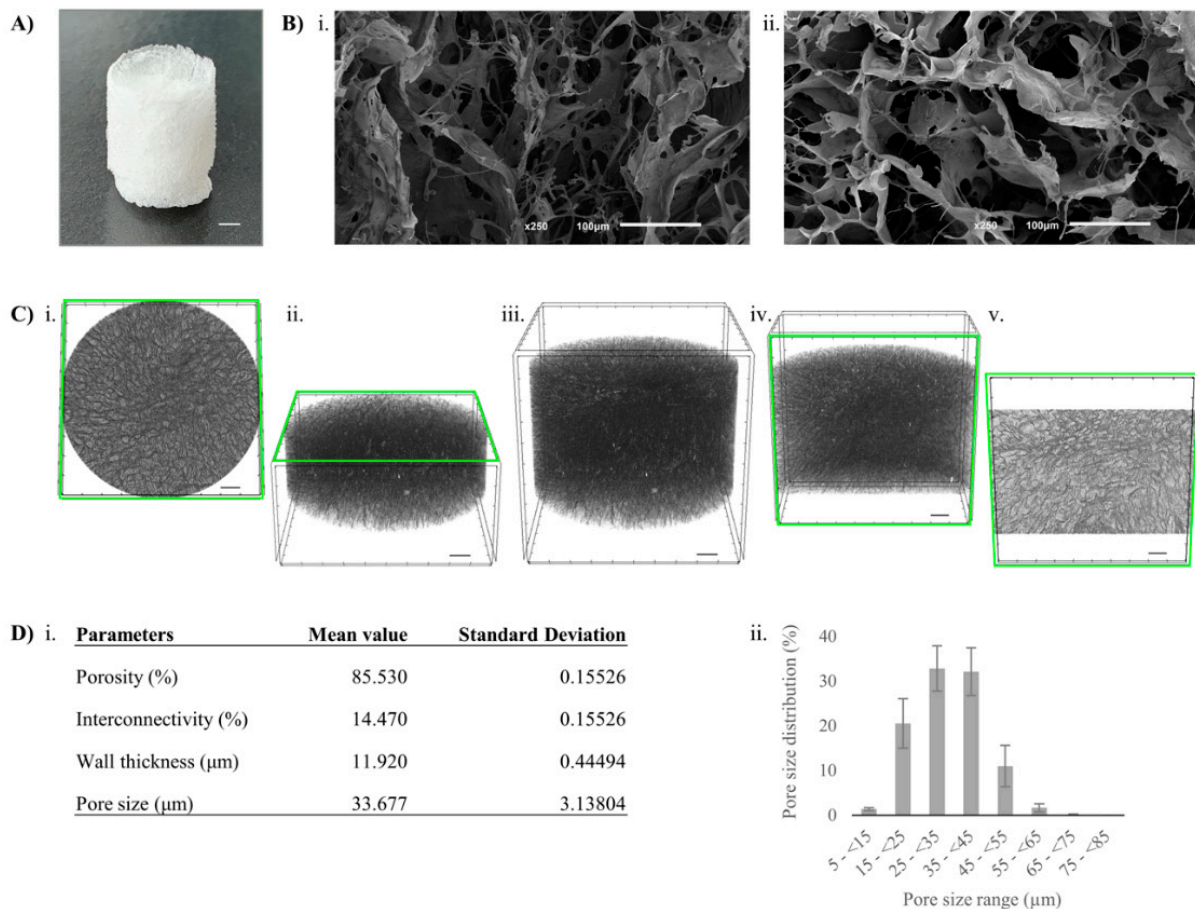 A)
B) i.
x250 100µm
ii.
x250 100µm
C) i.
ii.
iii.
iv.
v.
D) i.
Parameters Mean value Standard Deviation
Porosity (%) 85.530 0.15526
Interconnectivity (%) 14.470 0.15526
Wall thickness (µm) 11.920 0.44494
Pore size (µm) 33.677 3.13804
ii.
Pore size distribution (%)
40
30
20
10
0
5 - <15
15 - <25
25 - <35
35 - <45
45 - <55
55 - <65
65 - <75
75 - <85
Pore size range (µm)